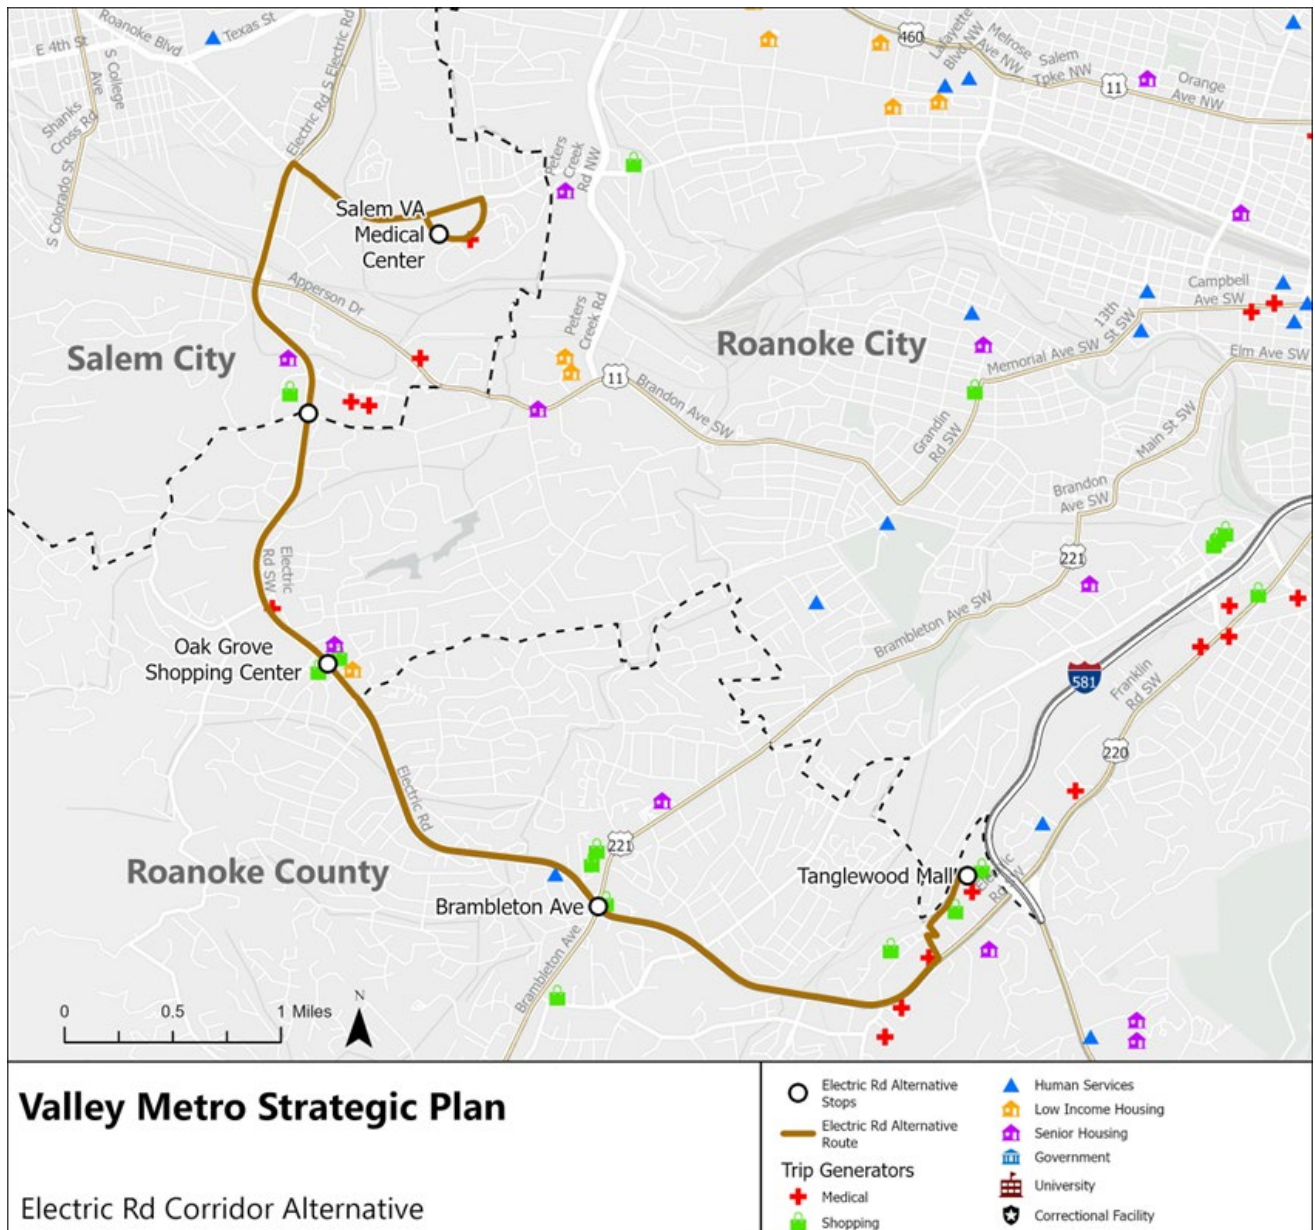 Roanoke Blvd
Texas St
E 4th St
S College
Ave
Shanks
Cross Rd
S Colorado St
Electric Rd S Electric Rd
460
Lafayette
Blvd NW
Melrose
Ave NW
Salem
Tpke NW
11
Orange
Ave NW
Peters
Creek
Rd NW
Salem VA
Medical
Center
Apperson Dr
Peters
Creek Rd
Salem City
Roanoke City
11
Brandon Ave SW
Memorial Ave SW
13th
St SW
Campbell
Ave SW
Elm Ave SW
Grandin
Rd SW
Main St SW
Brandon
Ave SW
221
Electric
Rd SW
Brambleton Ave SW
Oak Grove
Shopping Center
581
Franklin
Rd SW
220
Electric Rd
221
Roanoke County
Tanglewood Mall
Electric
Rd SW
Brambleton Ave
Brambleton Ave
0 0.5 1 Miles
N
Valley Metro Strategic Plan
Electric Rd Corridor Alternative
Electric Rd Alternative
Stops
Electric Rd Alternative
Route
Trip Generators
Medical
Shopping
Human Services
Low Income Housing
Senior Housing
Government
University
Correctional Facility